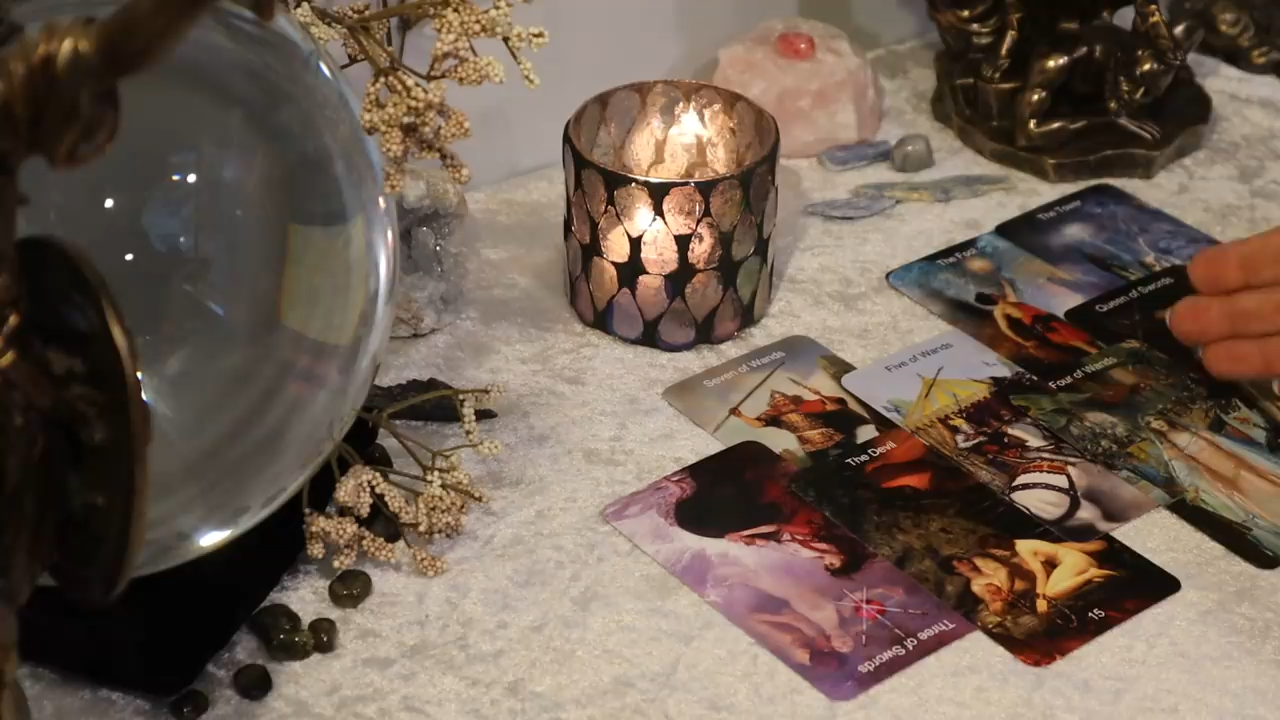 The Tower
The Fool
Queen of Swords
Five of Wands
Seven of Wands
Four of Wands
The Devil
15
Three of Swords